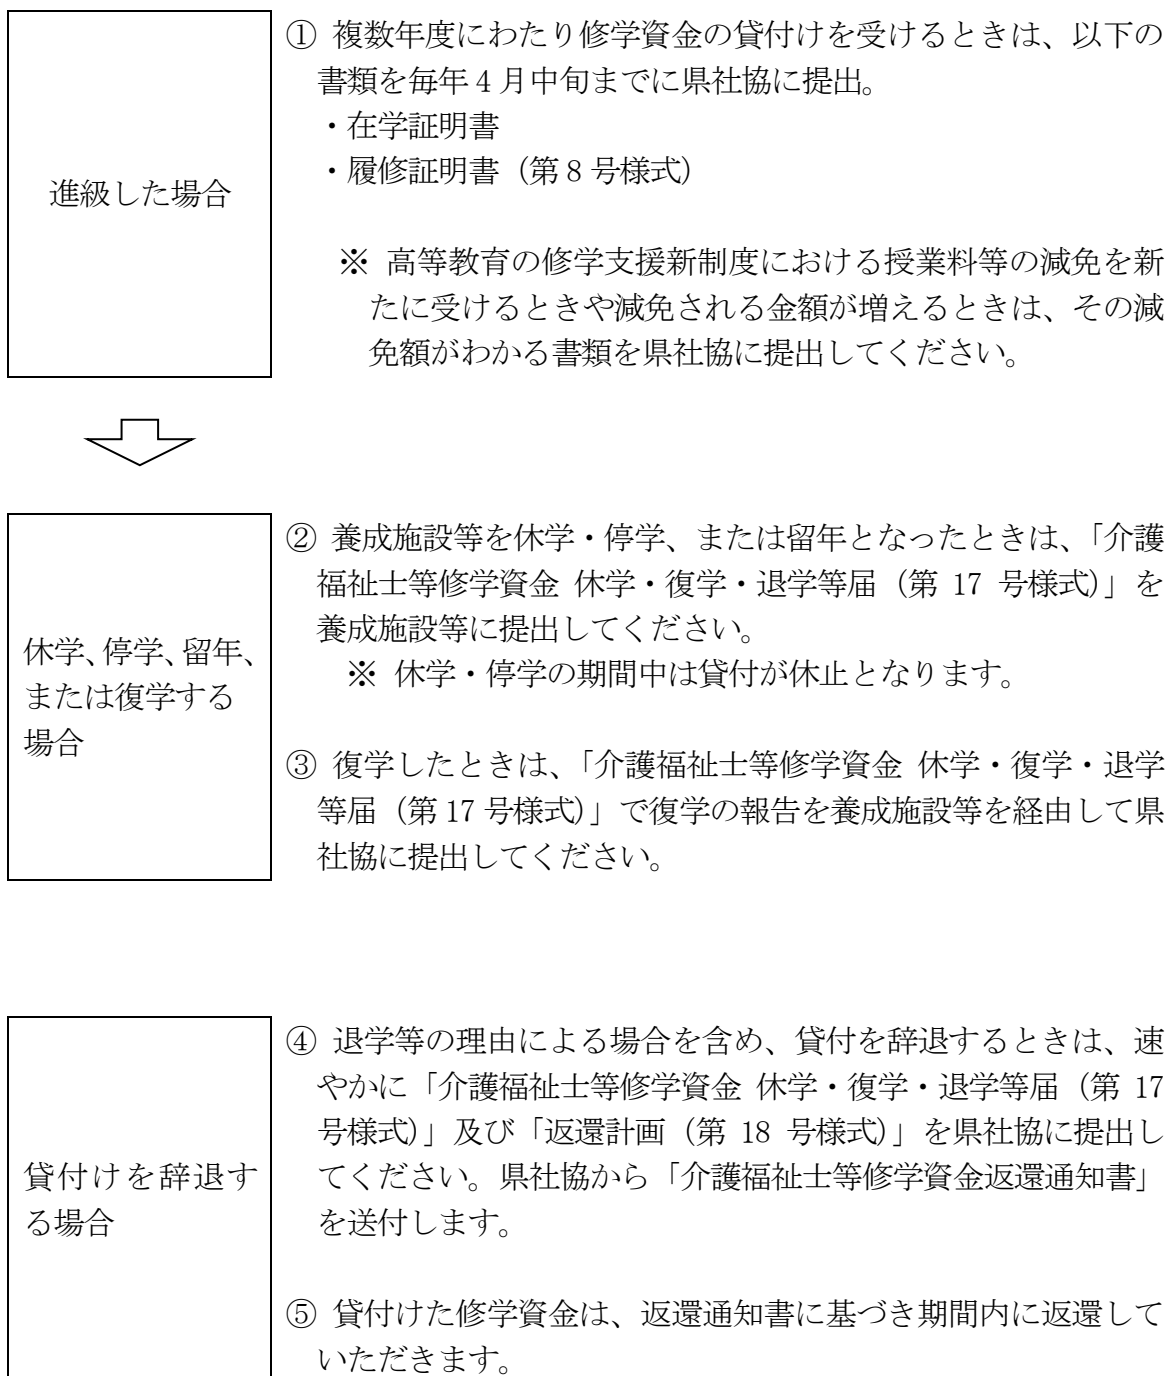 進級した場合
① 複数年度にわたり修学資金の貸付けを受けるときは、以下の
書類を毎年4月中旬までに県社協に提出。
・在学証明書
・履修証明書（第8号様式）
※ 高等教育の修学支援新制度における授業料等の減免を新
たに受けるときや減免される金額が増えるときは、その減
免額がわかる書類を県社協に提出してください。
休学、停学、留年、
または復学する
場合
② 養成施設等を休学・停学、または留年となったときは、「介護
福祉士等修学資金 休学・復学・退学等届（第 17 号様式）」を
養成施設等に提出してください。
※ 休学・停学の期間中は貸付が休止となります。
③ 復学したときは、「介護福祉士等修学資金 休学・復学・退学
等届（第17号様式）」で復学の報告を養成施設等を経由して県
社協に提出してください。
貸付けを辞退す
る場合
④ 退学等の理由による場合を含め、貸付を辞退するときは、速
やかに「介護福祉士等修学資金 休学・復学・退学等届（第 17
号様式）」及び「返還計画（第 18 号様式）」を県社協に提出し
てください。県社協から「介護福祉士等修学資金返還通知書」
を送付します。
⑤ 貸付けた修学資金は、返還通知書に基づき期間内に返還して
いただきます。